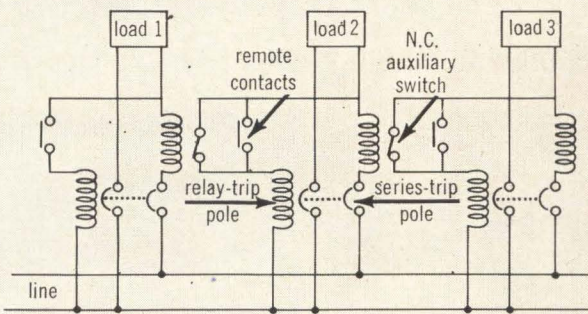 load 1
load 2
load 3
remote
contacts
N.C.
auxiliary
switch
relay-trip
pole
series-trip
pole
line